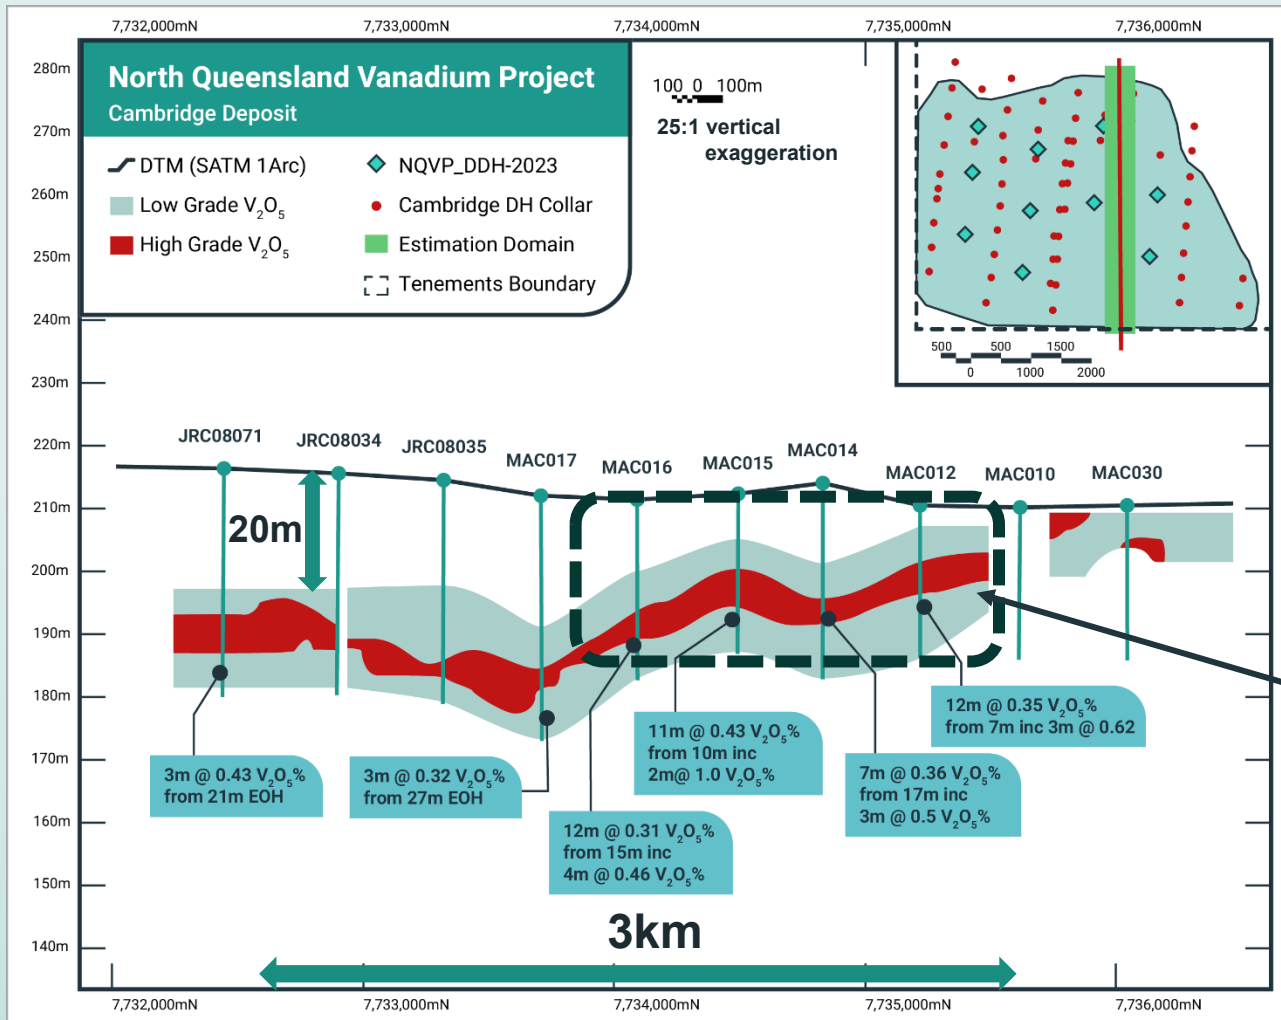 7,732,000mN 7,733,000mN 7,734,000mN 7,735,000mN 7,736,000mN
280m
270m
260m
250m
240m
230m
220m
210m
200m
190m
180m
170m
160m
150m
140m
North Queensland Vanadium Project
Cambridge Deposit
DTM (SATM 1Arc)
Low Grade V₂O₅
High Grade V₂O₅
NQVP_DDH-2023
Cambridge DH Collar
Estimation Domain
Tenements Boundary
100 0 100m
25:1 vertical
exaggeration
500 500 1500
0 1000 2000
JRC08071
JRC08034
JRC08035
MAC017
MAC016
MAC015
MAC014
MAC012
MAC010
MAC030
20m
3m @ 0.43 V₂O₅%
from 21m EOH
3m @ 0.32 V₂O₅%
from 27m EOH
12m @ 0.31 V₂O₅%
from 15m inc
4m @ 0.46 V₂O₅%
11m @ 0.43 V₂O₅%
from 10m inc
2m@ 1.0 V₂O₅%
7m @ 0.36 V₂O₅%
from 17m inc
3m @ 0.5 V₂O₅%
12m @ 0.35 V₂O₅%
from 7m inc 3m @ 0.62
3km
7,732,000mN 7,733,000mN 7,734,000mN 7,735,000mN 7,736,000mN